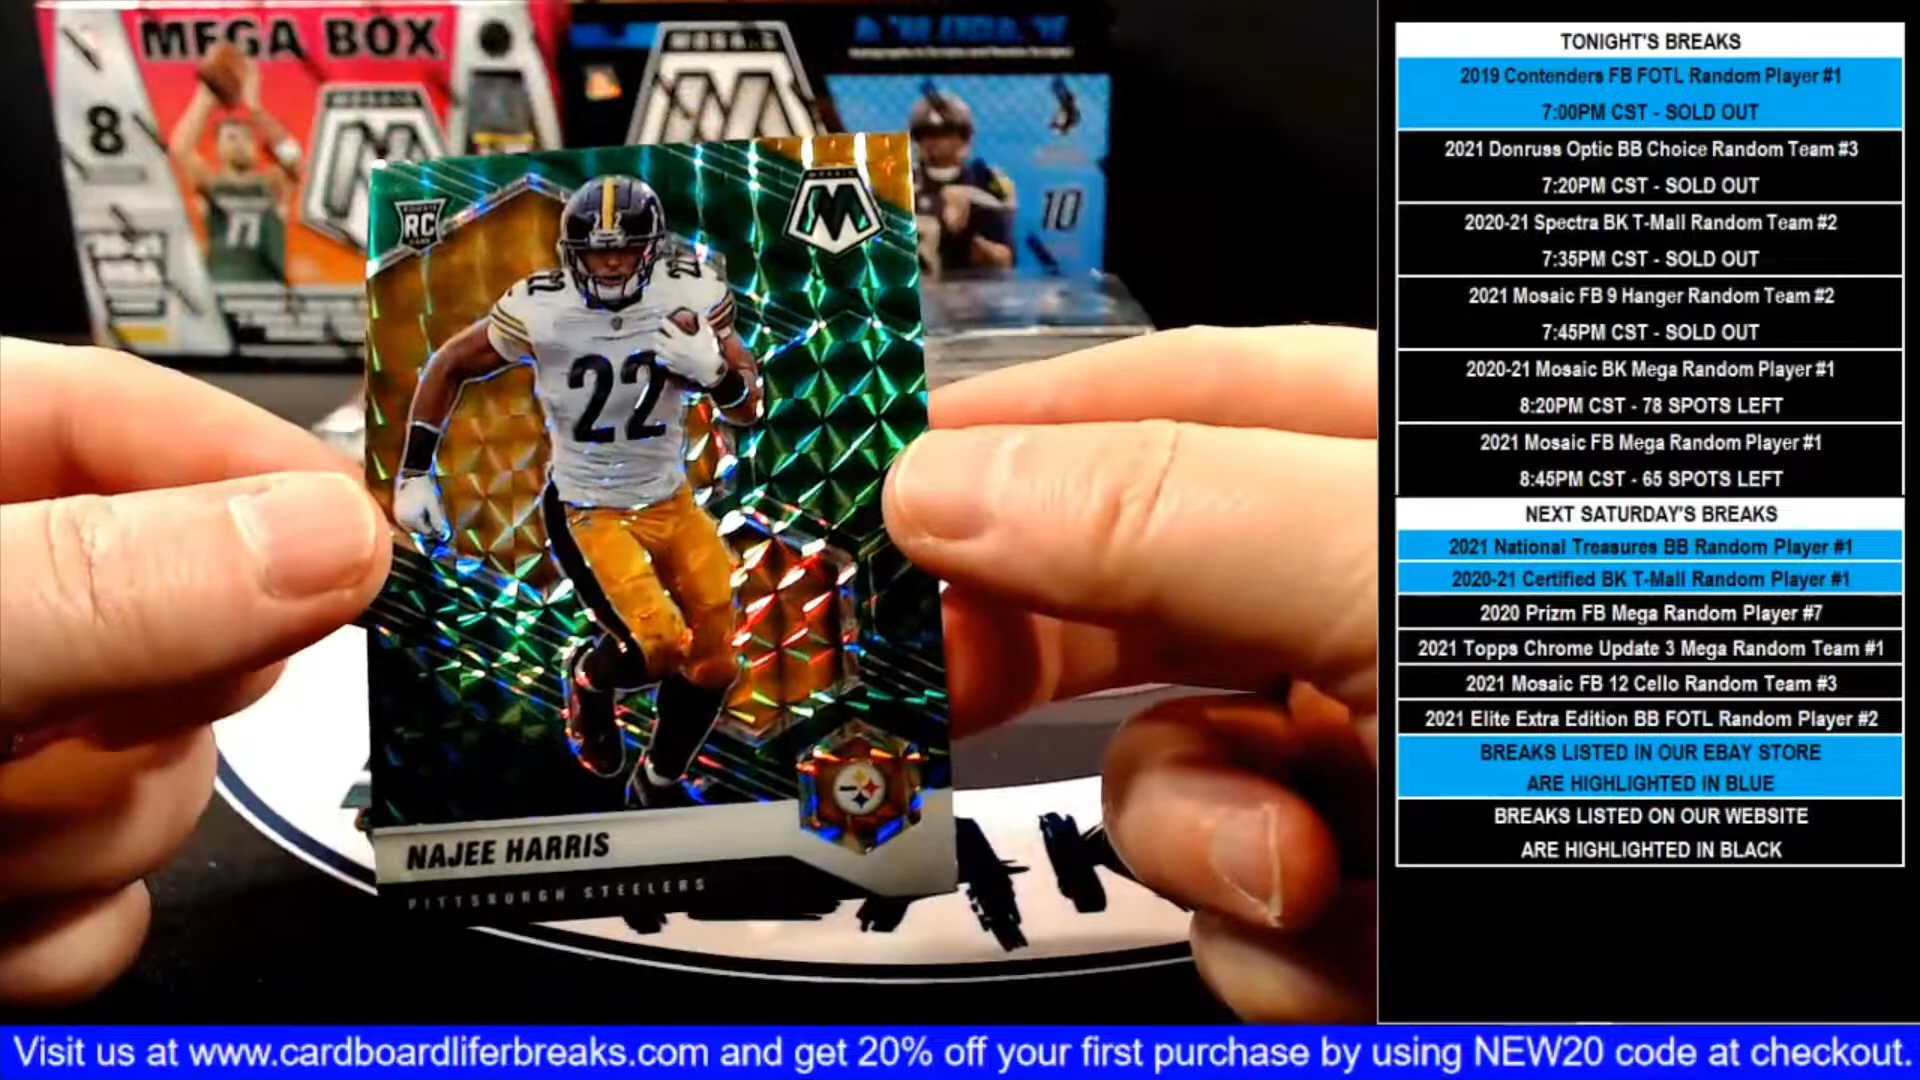 MEGA BOX
8
MOSAIC
MOSAIC
10
ROOKIE
RC
CARD
MOSAIC
22
22
22
NAJEE HARRIS
PITTSBURGH STEELERS
TONIGHT'S BREAKS
2019 Contenders FB FOTL Random Player #1
7:00PM CST - SOLD OUT
2021 Donruss Optic BB Choice Random Team #3
7:20PM CST - SOLD OUT
2020-21 Spectra BK T-Mall Random Team #2
7:35PM CST - SOLD OUT
2021 Mosaic FB 9 Hanger Random Team #2
7:45PM CST - SOLD OUT
2020-21 Mosaic BK Mega Random Player #1
8:20PM CST - 78 SPOTS LEFT
2021 Mosaic FB Mega Random Player #1
8:45PM CST - 65 SPOTS LEFT
NEXT SATURDAY'S BREAKS
2021 National Treasures BB Random Player #1
2020-21 Certified BK T-Mall Random Player #1
2020 Prizm FB Mega Random Player #7
2021 Topps Chrome Update 3 Mega Random Team #1
2021 Mosaic FB 12 Cello Random Team #3
2021 Elite Extra Edition BB FOTL Random Player #2
BREAKS LISTED IN OUR EBAY STORE
ARE HIGHLIGHTED IN BLUE
BREAKS LISTED ON OUR WEBSITE
ARE HIGHLIGHTED IN BLACK
Visit us at www.cardboardliferbreaks.com and get 20% off your first purchase by using NEW20 code at checkout.